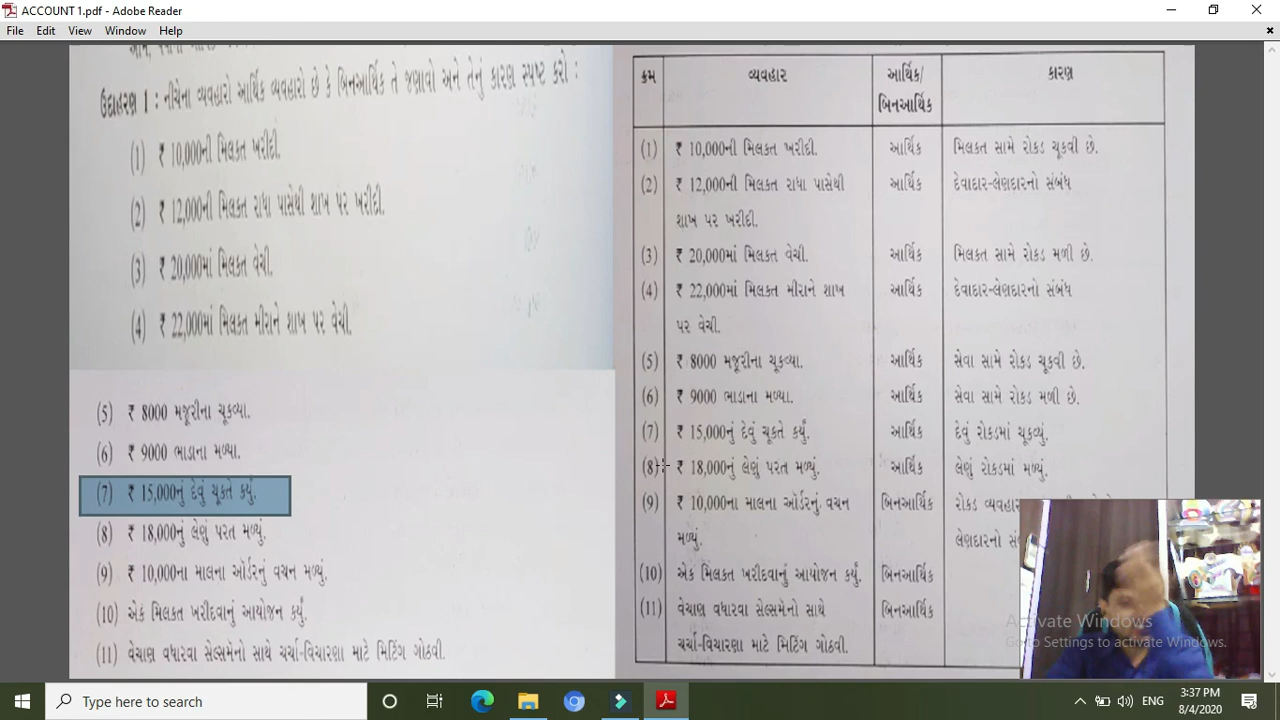 ACCOUNT 1.pdf - Adobe Reader
File Edit View Window Help
ઉદાહરણ 1 : નીચેના વ્યવહારો આર્થિક વ્યવહારો છે કે બિનઆર્થિક તે જણાવો અને તેનું કારણ સ્પષ્ટ કરો :
(1) ₹ 10,000ની મિલકત ખરીદી.
(2) ₹ 12,000ની મિલકત રાધા પાસેથી શાખ પર ખરીદી.
(3) ₹ 20,000માં મિલકત વેચી.
(4) ₹ 22,000માં મિલકત મીરાને શાખ પર વેચી.
(5) ₹ 8000 મજૂરીના ચૂકવ્યા.
(6) ₹ 9000 ભાડાના મળ્યા.
(7) ₹ 15,000નું દેવું ચૂકતે કર્યું.
(8) ₹ 18,000નું લેણું પરત મળ્યું.
(9) ₹ 10,000ના માલના ઑર્ડરનું વચન મળ્યું.
(10) એક મિલકત ખરીદવાનું આયોજન કર્યું.
(11) વેચાણ વધારવા સેલ્સમૅનો સાથે ચર્ચા-વિચારણા માટે મિટિંગ ગોઠવી.
ક્રમ વ્યવહાર આર્થિક/ કારણ
બિનઆર્થિક
(1) ₹ 10,000ની મિલકત ખરીદી. આર્થિક મિલકત સામે રોકડ ચૂકવી છે.
(2) ₹ 12,000ની મિલકત રાધા પાસેથી આર્થિક દેવાદાર-લેણદારનો સંબંધ
શાખ પર ખરીદી.
(3) ₹ 20,000માં મિલકત વેચી. આર્થિક મિલકત સામે રોકડ મળી છે.
(4) ₹ 22,000માં મિલકત મીરાને શાખ આર્થિક દેવાદાર-લેણદારનો સંબંધ
પર વેચી.
(5) ₹ 8000 મજૂરીના ચૂકવ્યા. આર્થિક સેવા સામે રોકડ ચૂકવી છે.
(6) ₹ 9000 ભાડાના મળ્યા. આર્થિક સેવા સામે રોકડ મળી છે.
(7) ₹ 15,000નું દેવું ચૂકતે કર્યું. આર્થિક દેવું રોકડમાં ચૂકવ્યું.
(8) ₹ 18,000નું લેણું પરત મળ્યું. આર્થિક લેણું રોકડમાં મળ્યું.
(9) ₹ 10,000ના માલના ઑર્ડરનું વચન બિનઆર્થિક રોકડ
મળ્યું. લેણદારનો
(10) એક મિલકત ખરીદવાનું આયોજન કર્યું. બિનઆર્થિક
(11) વેચાણ વધારવા સેલ્સમૅનો સાથે બિનઆર્થિક
ચર્ચા-વિચારણા માટે મિટિંગ ગોઠવી.
Activate Windows
Go to Settings to activate Windows.
Type here to search
ENG
3:37 PM
8/4/2020